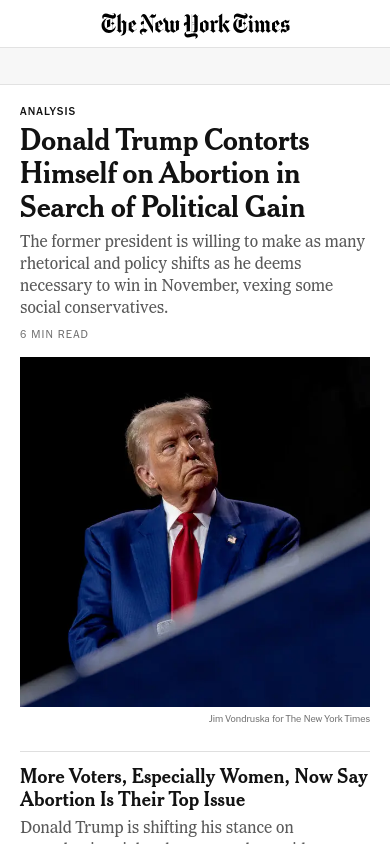 The New York Times
ANALYSIS
Donald Trump Contorts
Himself on Abortion in
Search of Political Gain
The former president is willing to make as many
rhetorical and policy shifts as he deems
necessary to win in November, vexing some
social conservatives.
6 MIN READ
Jim Vondruska for The New York Times
More Voters, Especially Women, Now Say
Abortion Is Their Top Issue
Donald Trump is shifting his stance on